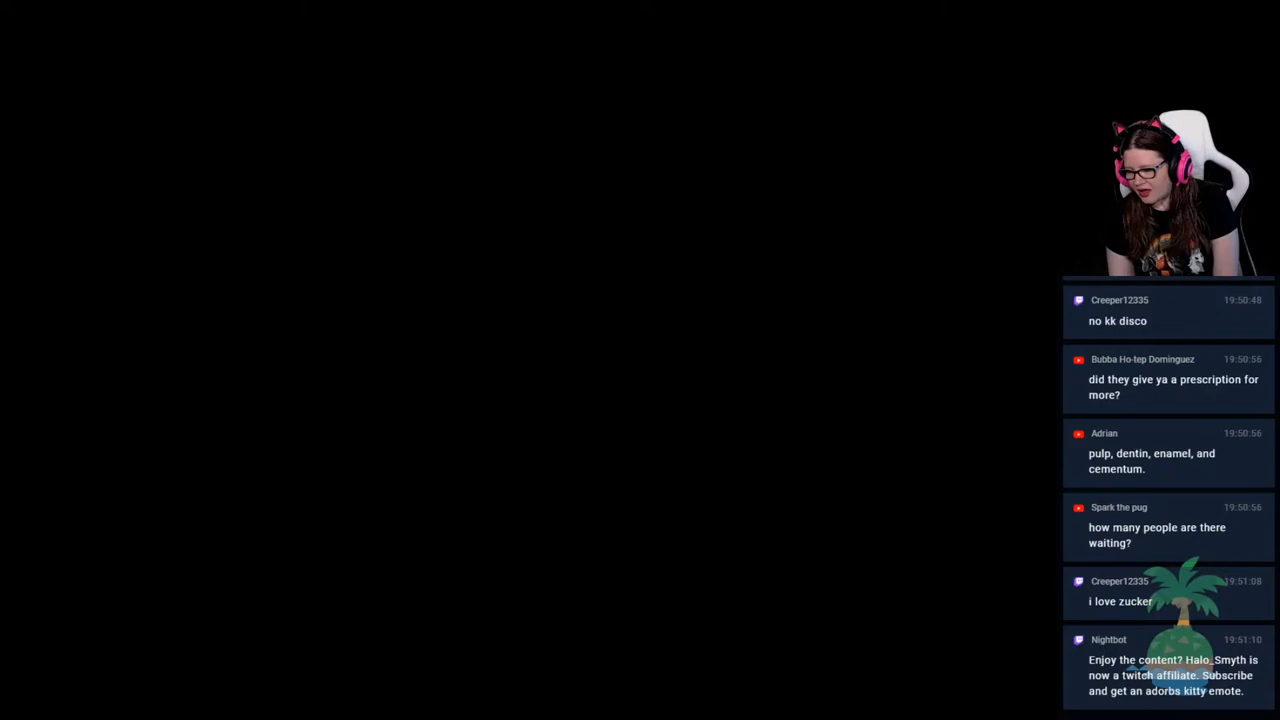 Creeper12335 19:50:48
no kk disco
Bubba Ho-tep Dominguez 19:50:56
did they give ya a prescription for
more?
Adrian 19:50:56
pulp, dentin, enamel, and
cementum.
Spark the pug 19:50:56
how many people are there
waiting?
Creeper12335 19:51:08
i love zucker
Nightbot 19:51:10
Enjoy the content? Halo_Smyth is
now a twitch affiliate. Subscribe
and get an adorbs kitty emote.